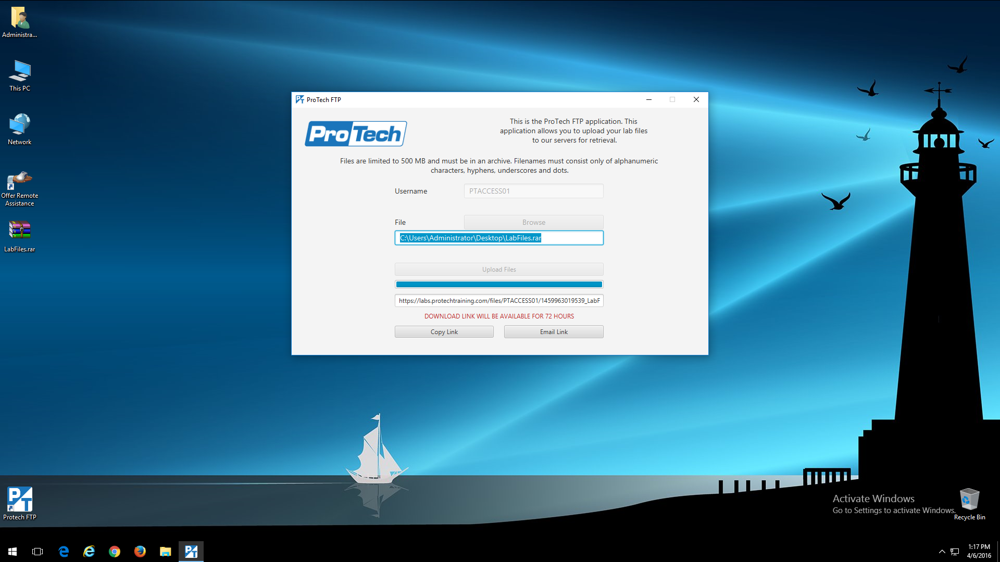 Administra...
This PC
Network
Offer Remote
Assistance
LabFiles.rar
Protech FTP
ProTech FTP
ProTech
This is the ProTech FTP application. This
application allows you to upload your lab files
to our servers for retrieval.
Files are limited to 500 MB and must be in an archive. Filenames must consist only of alphanumeric
characters, hyphens, underscores and dots.
Username
PTACCESS01
File
Browse
C:\Users\Administrator\Desktop\LabFiles.rar
Upload Files
https://labs.protechtraining.com/files/PTACCESS01/1459963019539_LabF
DOWNLOAD LINK WILL BE AVAILABLE FOR 72 HOURS
Copy Link
Email Link
Activate Windows
Go to Settings to activate Windows.
Recycle Bin
1:17 PM
4/6/2016